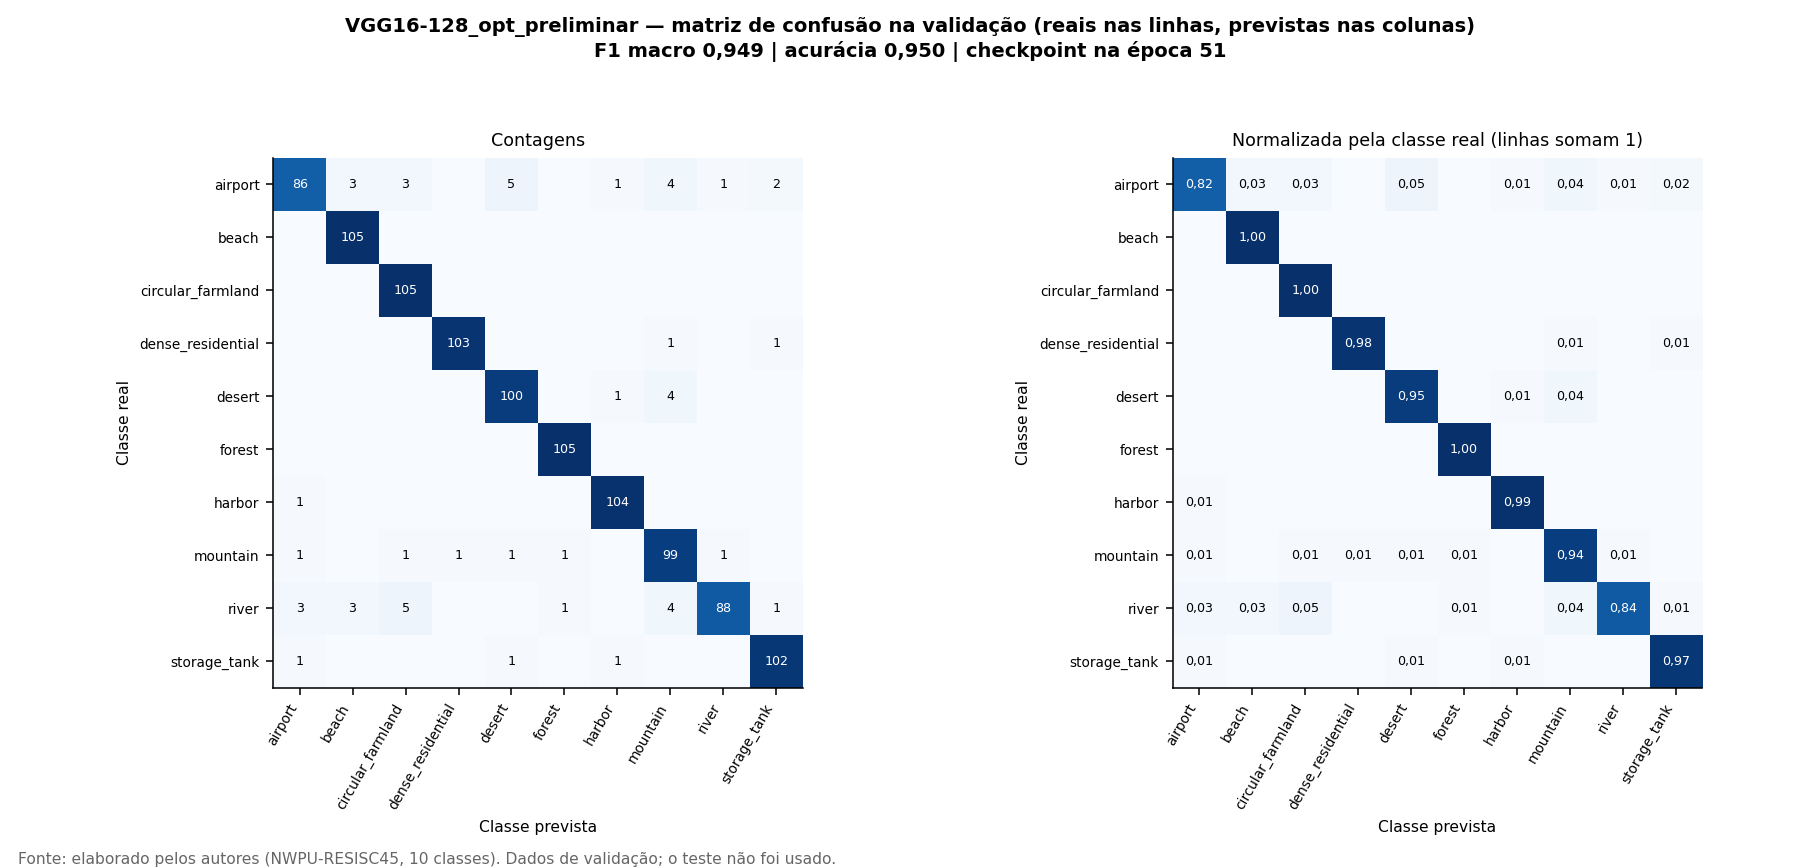 VGG16-128_opt_preliminar — matriz de confusão na validação (reais nas linhas, previstas nas colunas)
F1 macro 0,949 | acurácia 0,950 | checkpoint na época 51
Contagens
Classe real
airport 86 3 3 5 1 4 1 2
beach 105
circular_farmland 105
dense_residential 103 1 1
desert 100 1 4
forest 105
harbor 1 104
mountain 1 1 1 1 1 99 1
river 3 3 5 1 4 88 1
storage_tank 1 1 1 102
airport beach circular_farmland dense_residential desert forest harbor mountain river storage_tank
Classe prevista
Normalizada pela classe real (linhas somam 1)
Classe real
airport 0,82 0,03 0,03 0,05 0,01 0,04 0,01 0,02
beach 1,00
circular_farmland 1,00
dense_residential 0,98 0,01 0,01
desert 0,95 0,01 0,04
forest 1,00
harbor 0,01 0,99
mountain 0,01 0,01 0,01 0,01 0,01 0,94 0,01
river 0,03 0,03 0,05 0,01 0,04 0,84 0,01
storage_tank 0,01 0,01 0,01 0,97
airport beach circular_farmland dense_residential desert forest harbor mountain river storage_tank
Classe prevista
Fonte: elaborado pelos autores (NWPU-RESISC45, 10 classes). Dados de validação; o teste não foi usado.